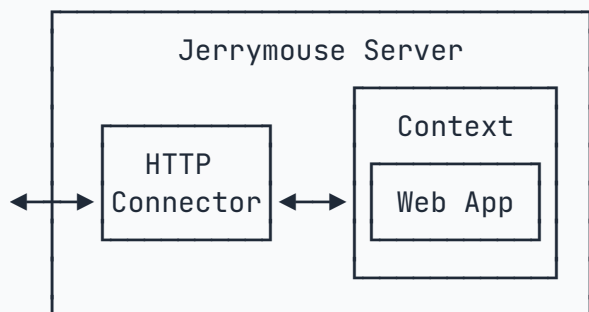 Jerrymouse Server
Context
HTTP
Connector
Web App